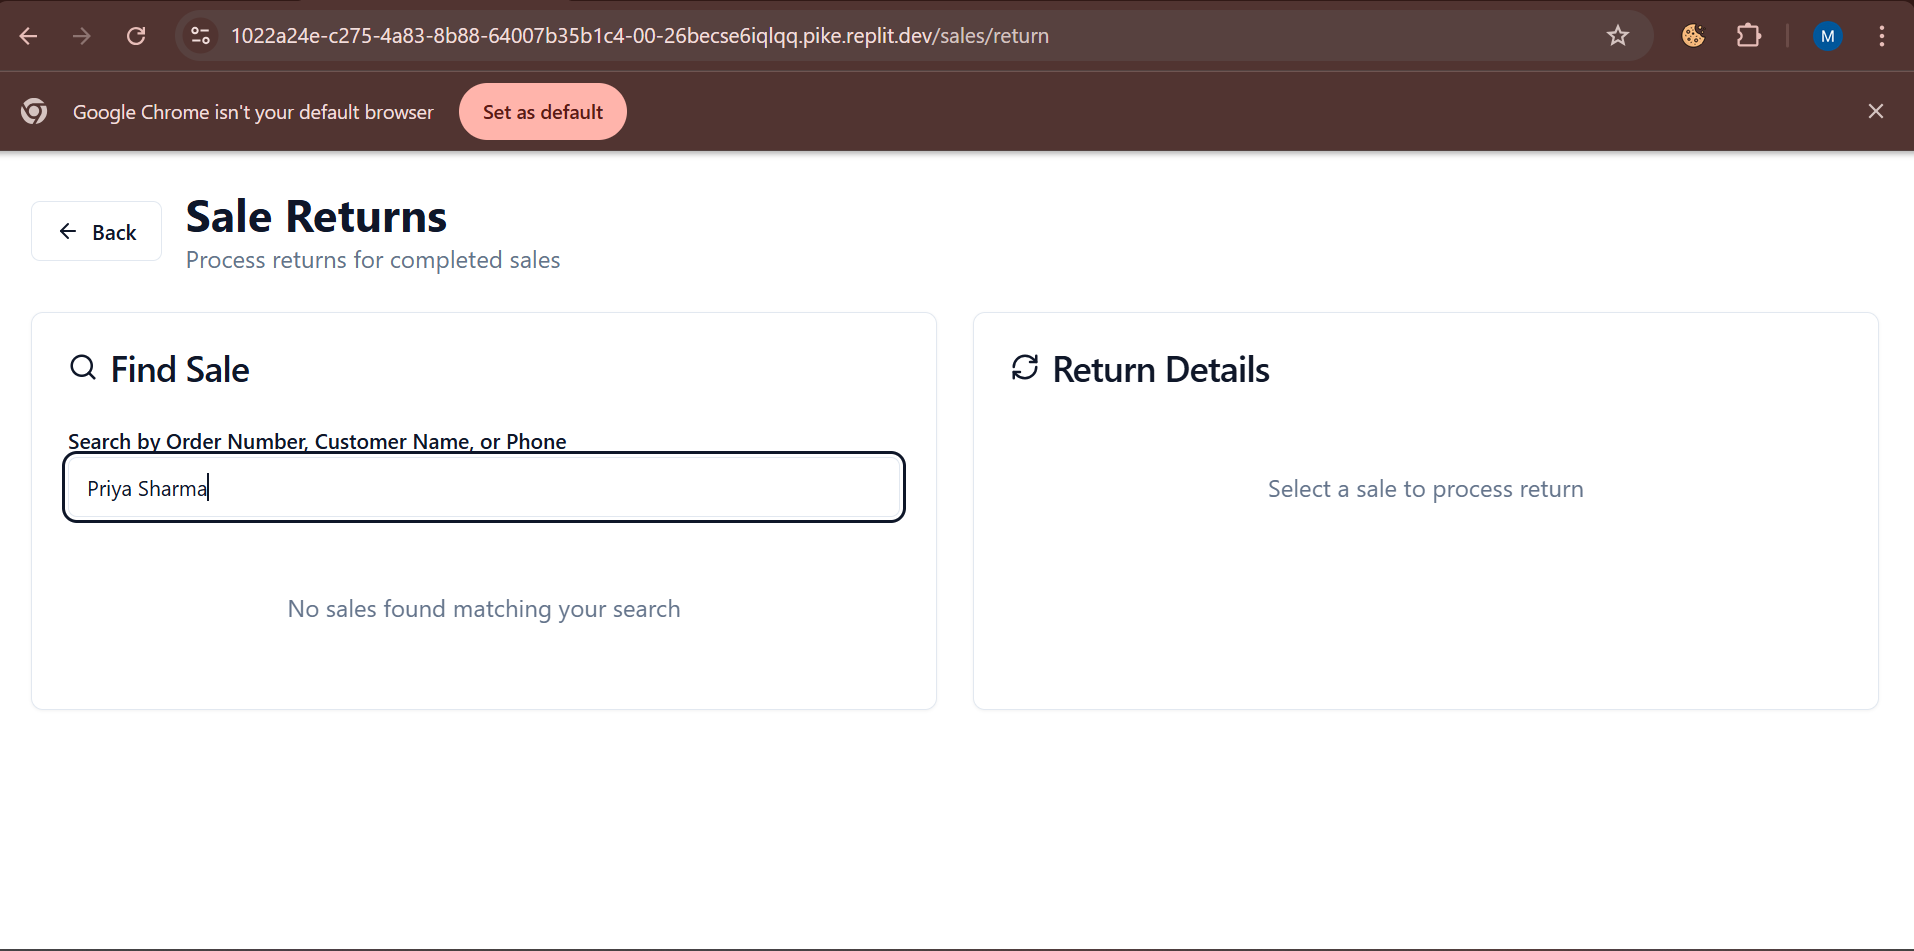 1022a24e-c275-4a83-8b88-64007b35b1c4-00-26becse6iqlqq.pike.replit.dev/sales/return
M
Google Chrome isn't your default browser
Set as default
Back
Sale Returns
Process returns for completed sales
Find Sale
Search by Order Number, Customer Name, or Phone
Priya Sharma
No sales found matching your search
Return Details
Select a sale to process return